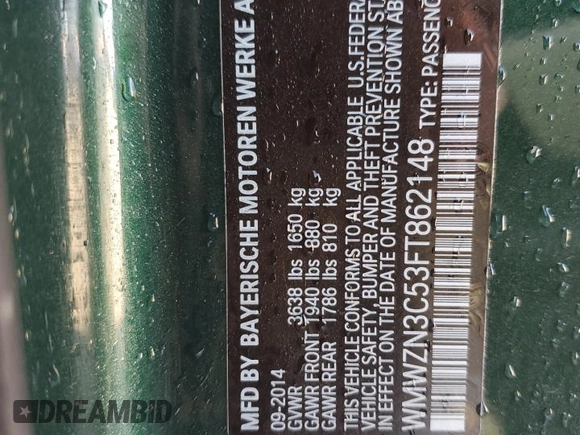 MFD BY BAYERISCHE MOTOREN WERKE A
09-2014
GVWR 3638 lbs 1650 kg
GAWR FRONT 1940 lbs 880 kg
GAWR REAR 1786 lbs 810 kg
THIS VEHICLE CONFORMS TO ALL APPLICABLE U.S. FEDERA
VEHICLE SAFETY, BUMPER AND THEFT PREVENTION ST
IN EFFECT ON THE DATE OF MANUFACTURE SHOWN AB
WMWZN3C53FT862148 TYPE: PASSENG
DREAMBID